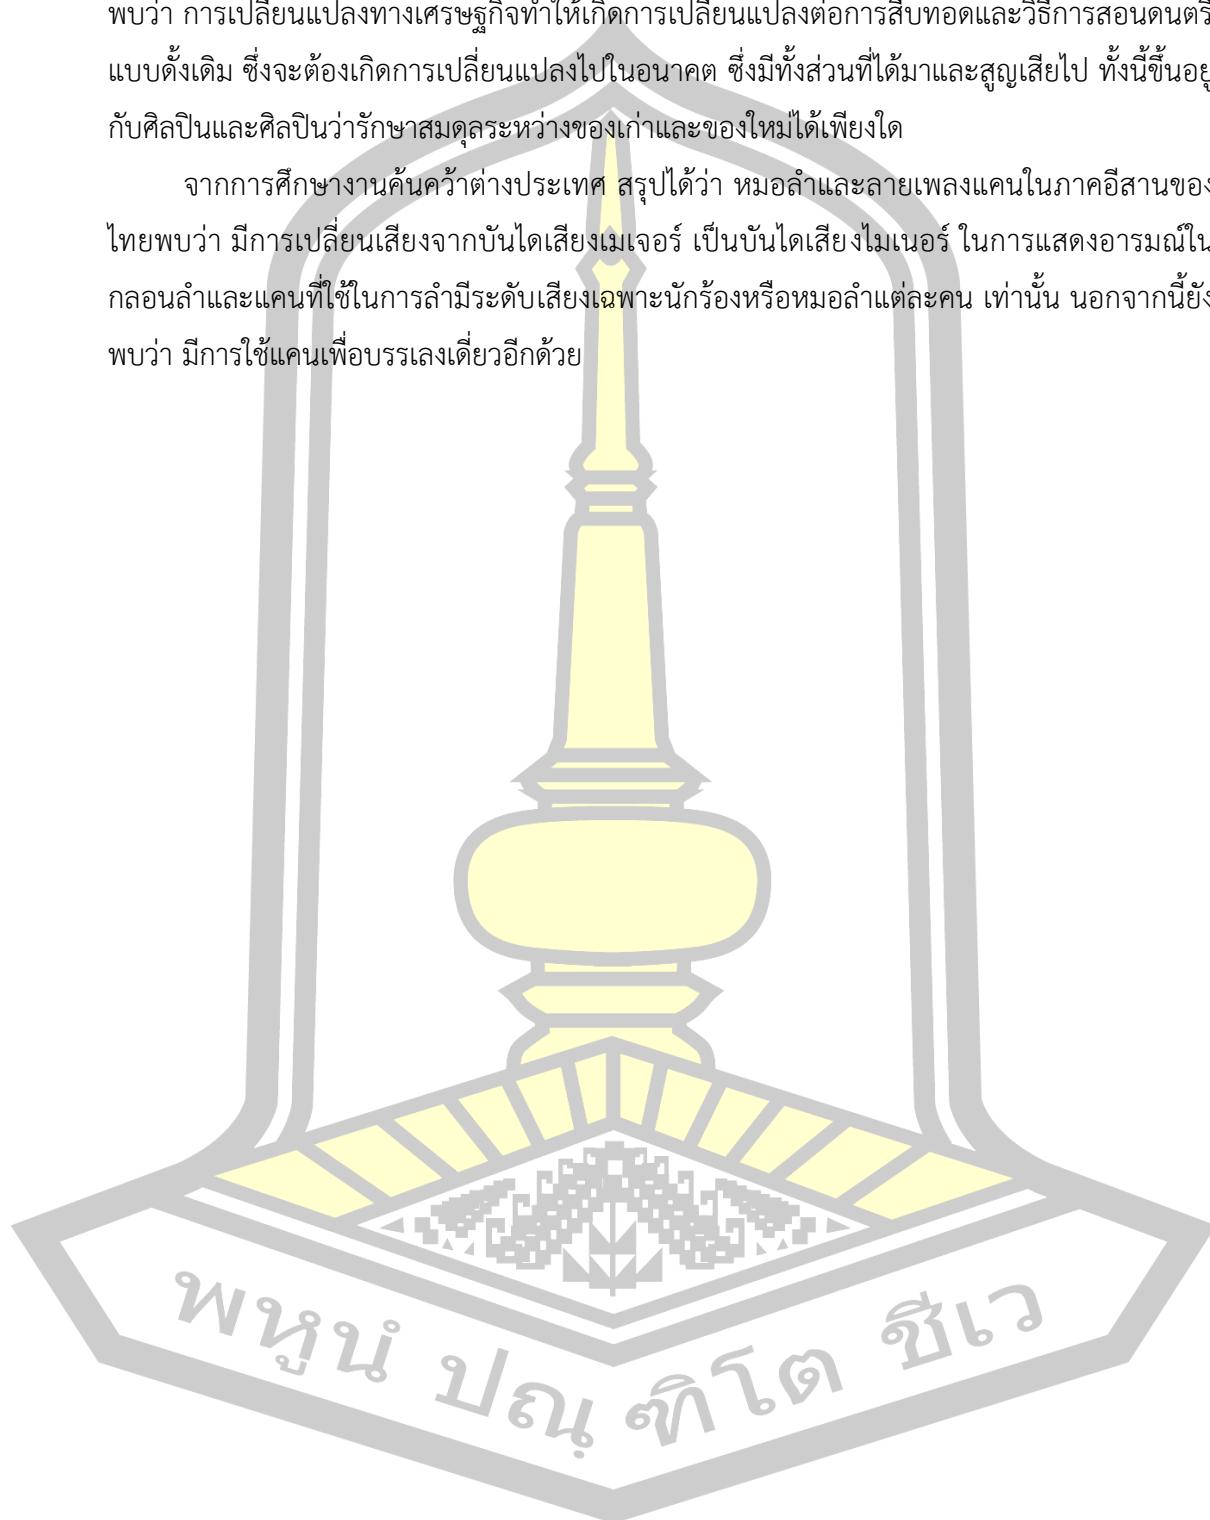 พบว่า การเปลี่ยนแปลงทางเศรษฐกิจทำให้เกิดการเปลี่ยนแปลงต่อการสืบทอดและวิธีการสอนดนตรี
แบบดั้งเดิม ซึ่งจะต้องเกิดการเปลี่ยนแปลงไปในอนาคต ซึ่งมีทั้งส่วนที่ได้มาและสูญเสียไป ทั้งนี้ขึ้นอยู่
กับศิลปินและศิลปินว่ารักษาสมดุลระหว่างของเก่าและของใหม่ได้เพียงใด
จากการศึกษางานค้นคว้าต่างประเทศ สรุปได้ว่า หมอลำและลายเพลงแคนในภาคอีสานของ
ไทยพบว่า มีการเปลี่ยนเสียงจากบันไดเสียงเมเจอร์ เป็นบันไดเสียงไมเนอร์ ในการแสดงอารมณ์ใน
กลอนลำและแคนที่ใช้ในการลำมีระดับเสียงเฉพาะนักร้องหรือหมอลำแต่ละคน เท่านั้น นอกจากนี้ยัง
พบว่า มีการใช้แคนเพื่อบรรเลงเดี่ยวอีกด้วย
พหูนํ ปณฺ ฑิโต ชีเว